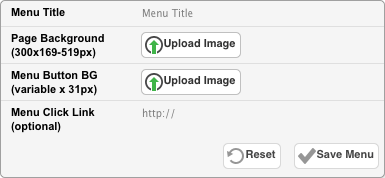 Menu Title Menu Title
Page Background
(300x169-519px) Upload Image
Menu Button BG
(variable x 31px) Upload Image
Menu Click Link http://
(optional)
Reset Save Menu